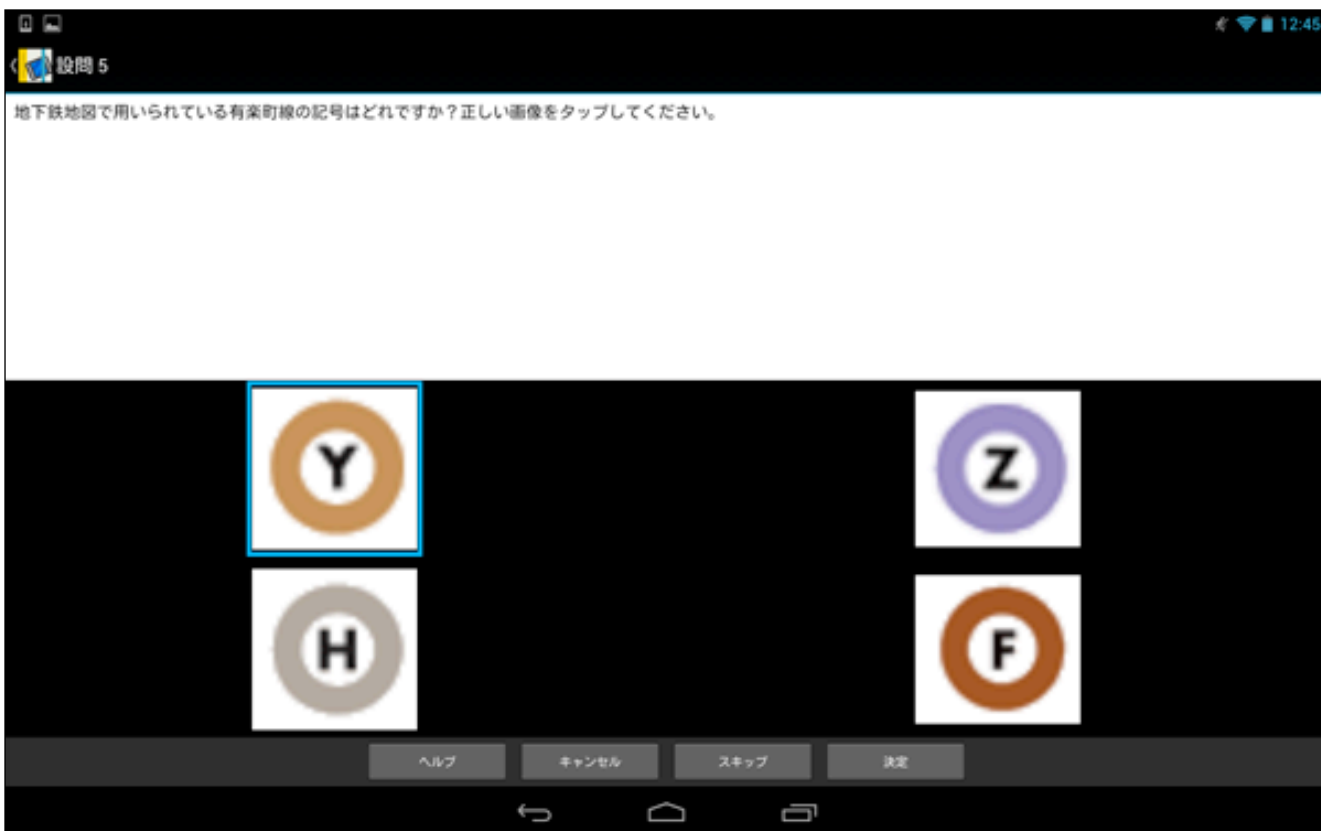 12:45
設問 5
地下鉄地図で用いられている有楽町線の記号はどれですか？正しい画像をタップしてください。
Y
Z
H
F
ヘルプ
キャンセル
スキップ
決定